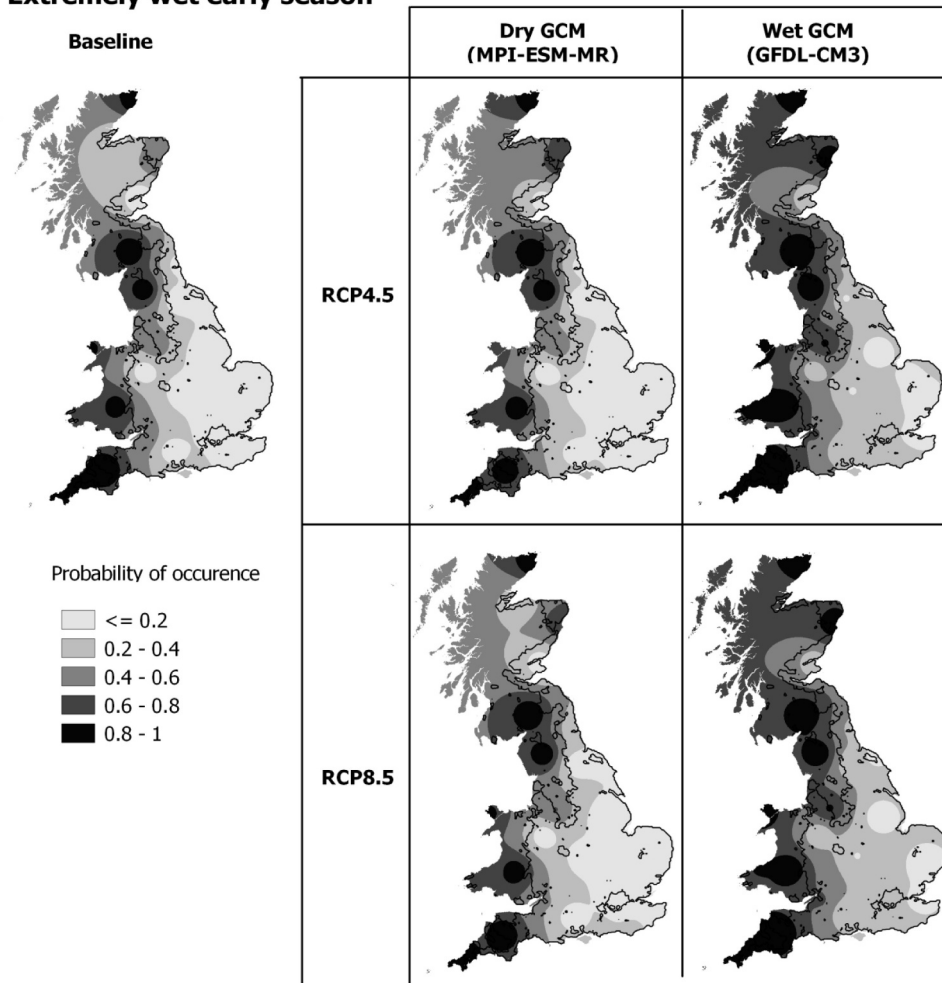 Extremely wet early season
Baseline
Dry GCM
(MPI-ESM-MR)
Wet GCM
(GFDL-CM3)
RCP4.5
Probability of occurence
<= 0.2
0.2 - 0.4
0.4 - 0.6
0.6 - 0.8
0.8 - 1
RCP8.5